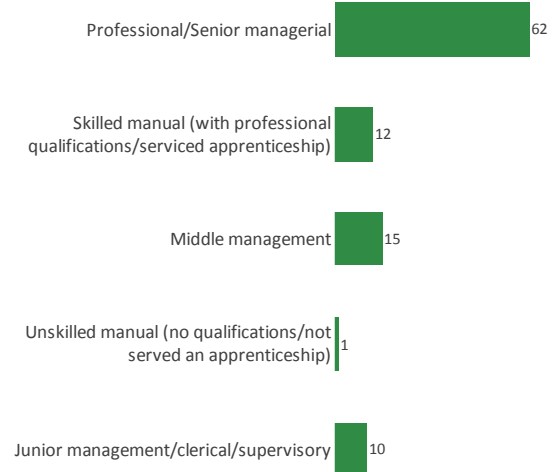 Professional/Senior managerial
62
Skilled manual (with professional
qualifications/serviced apprenticeship)
12
Middle management
15
Unskilled manual (no qualifications/not
served an apprenticeship)
1
Junior management/clerical/supervisory
10